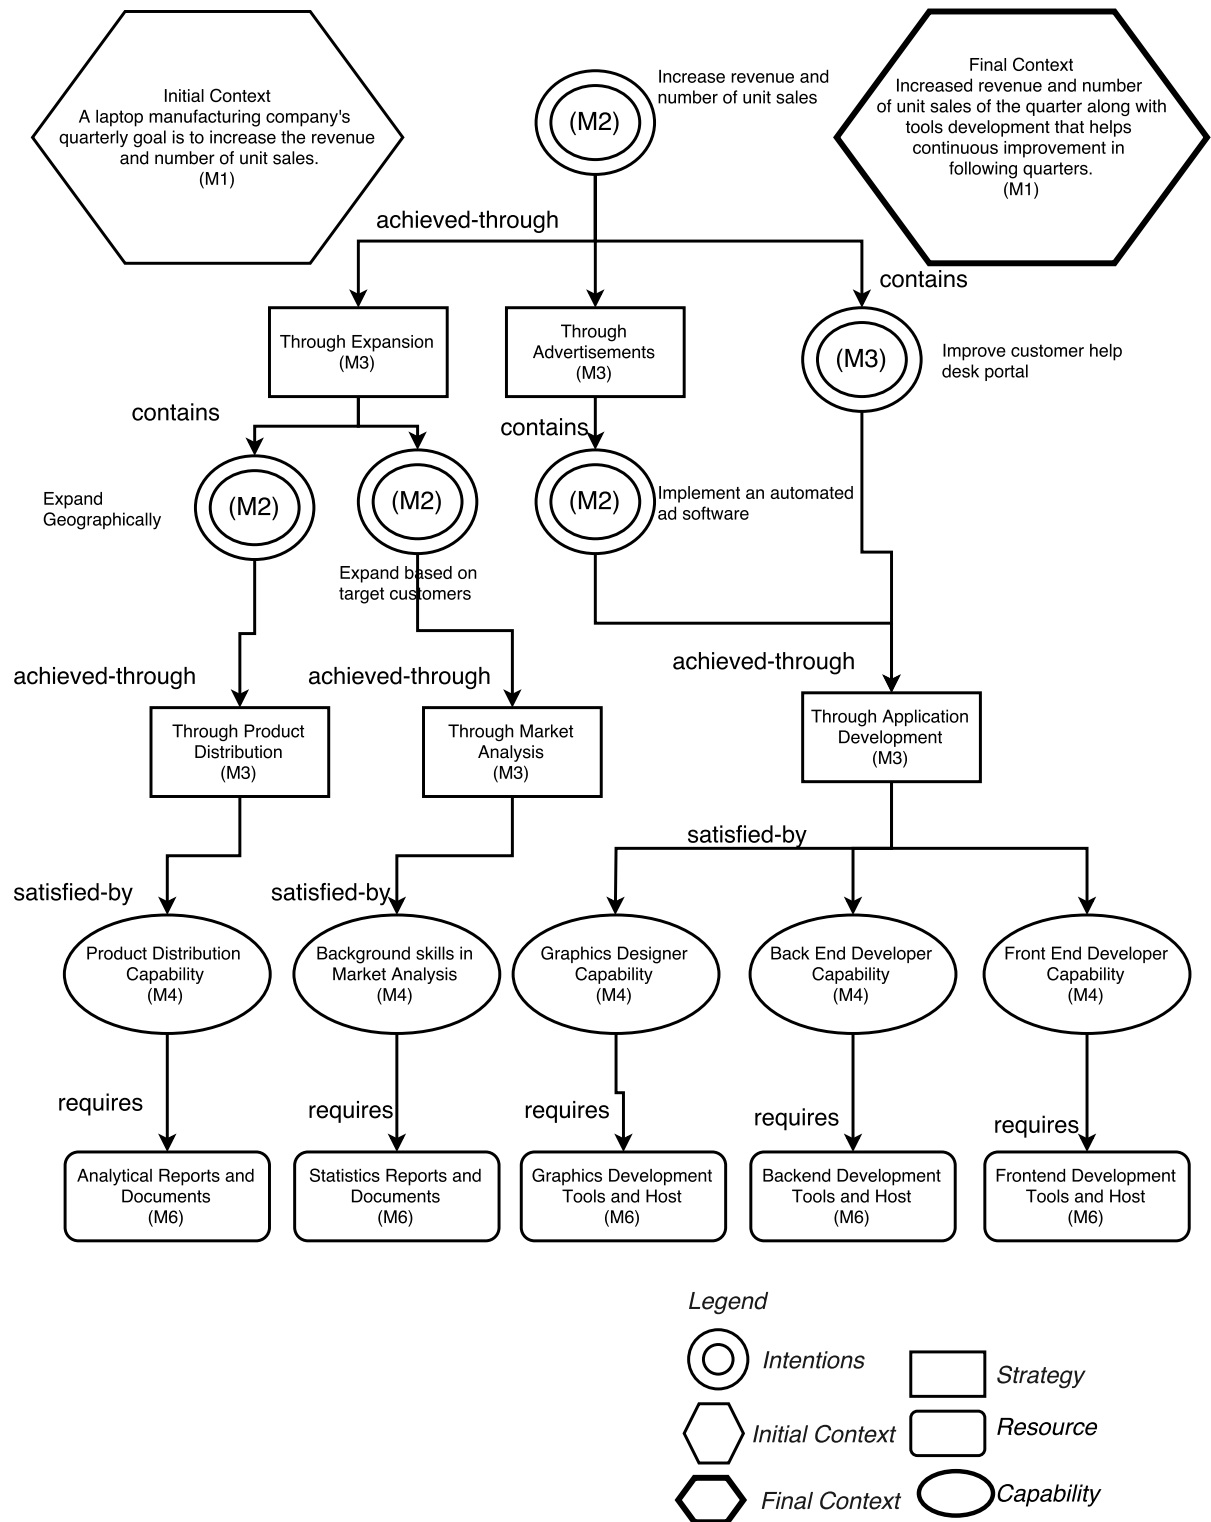 Initial Context
A laptop manufacturing company's
quarterly goal is to increase the revenue
and number of unit sales.
(M1)
(M2)
Increase revenue and
number of unit sales
Final Context
Increased revenue and number
of unit sales of the quarter along with
tools development that helps
continuous improvement in
following quarters.
(M1)
achieved-through
contains
Through Expansion
(M3)
Through
Advertisements
(M3)
(M3)
Improve customer help
desk portal
contains
contains
Expand
Geographically
(M2)
(M2)
Expand based on
target customers
(M2)
Implement an automated
ad software
achieved-through
achieved-through
achieved-through
Through Product
Distribution
(M3)
Through Market
Analysis
(M3)
Through Application
Development
(M3)
satisfied-by
satisfied-by
satisfied-by
Product Distribution
Capability
(M4)
Background skills in
Market Analysis
(M4)
Graphics Designer
Capability
(M4)
Back End Developer
Capability
(M4)
Front End Developer
Capability
(M4)
requires
requires
requires
requires
requires
Analytical Reports and
Documents
(M6)
Statistics Reports and
Documents
(M6)
Graphics Development
Tools and Host
(M6)
Backend Development
Tools and Host
(M6)
Frontend Development
Tools and Host
(M6)
Legend
Intentions
Strategy
Initial Context
Resource
Final Context
Capability